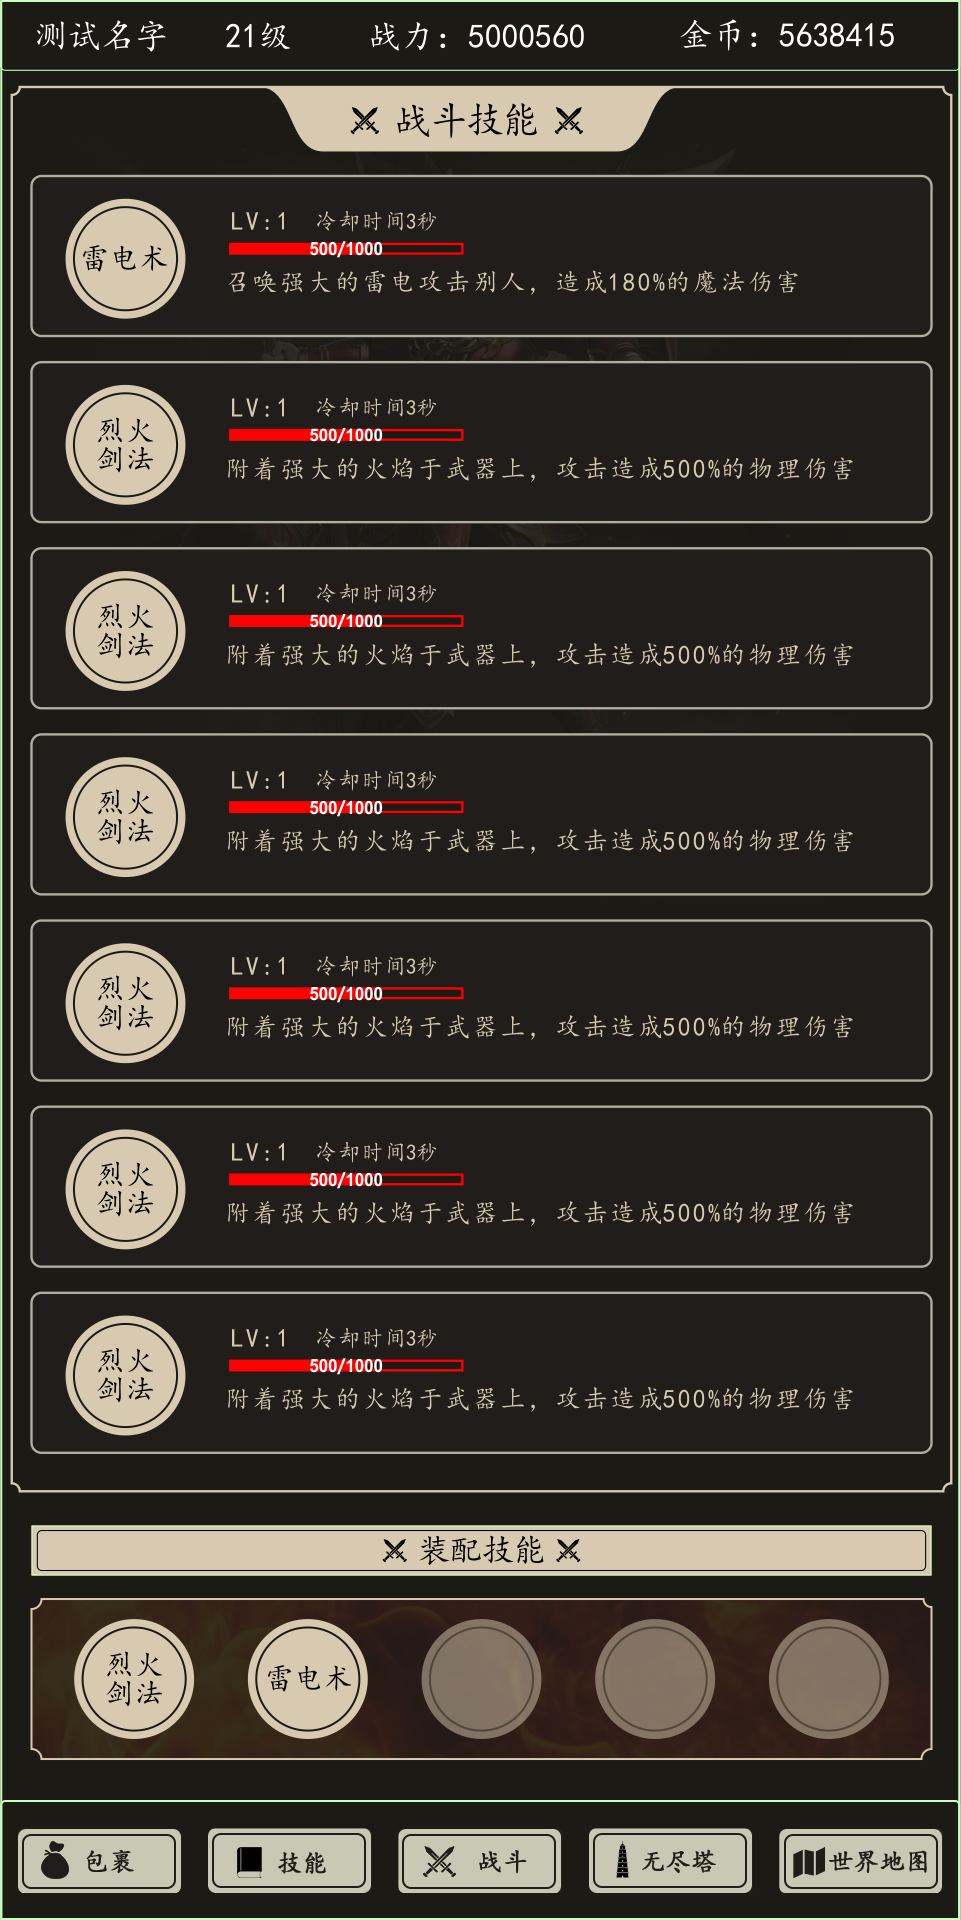 测试名字 21级 战力：5000560 金币：5638415
战斗技能
雷电术
LV:1 冷却时间3秒
500/1000
召唤强大的雷电攻击别人，造成180%的魔法伤害
烈火
剑法
LV:1 冷却时间3秒
500/1000
附着强大的火焰于武器上，攻击造成500%的物理伤害
烈火
剑法
LV:1 冷却时间3秒
500/1000
附着强大的火焰于武器上，攻击造成500%的物理伤害
烈火
剑法
LV:1 冷却时间3秒
500/1000
附着强大的火焰于武器上，攻击造成500%的物理伤害
烈火
剑法
LV:1 冷却时间3秒
500/1000
附着强大的火焰于武器上，攻击造成500%的物理伤害
烈火
剑法
LV:1 冷却时间3秒
500/1000
附着强大的火焰于武器上，攻击造成500%的物理伤害
烈火
剑法
LV:1 冷却时间3秒
500/1000
附着强大的火焰于武器上，攻击造成500%的物理伤害
装配技能
烈火
剑法
雷电术
包裹 技能 战斗 无尽塔 世界地图